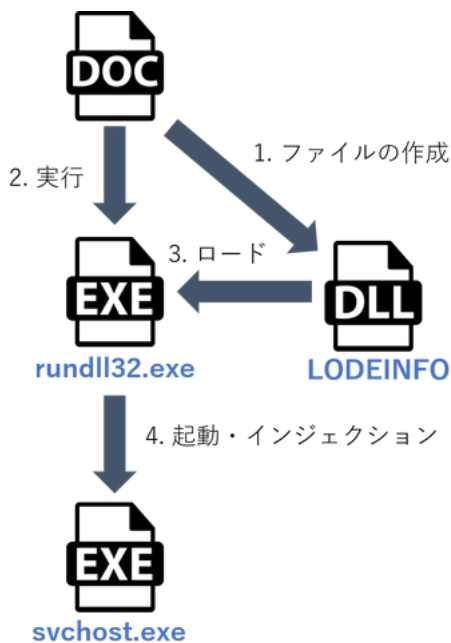 DOC
1. ファイルの作成
2. 実行
3. ロード
EXE
DLL
rundll32.exe
LODEINFO
4. 起動・インジェクション
EXE
svchost.exe